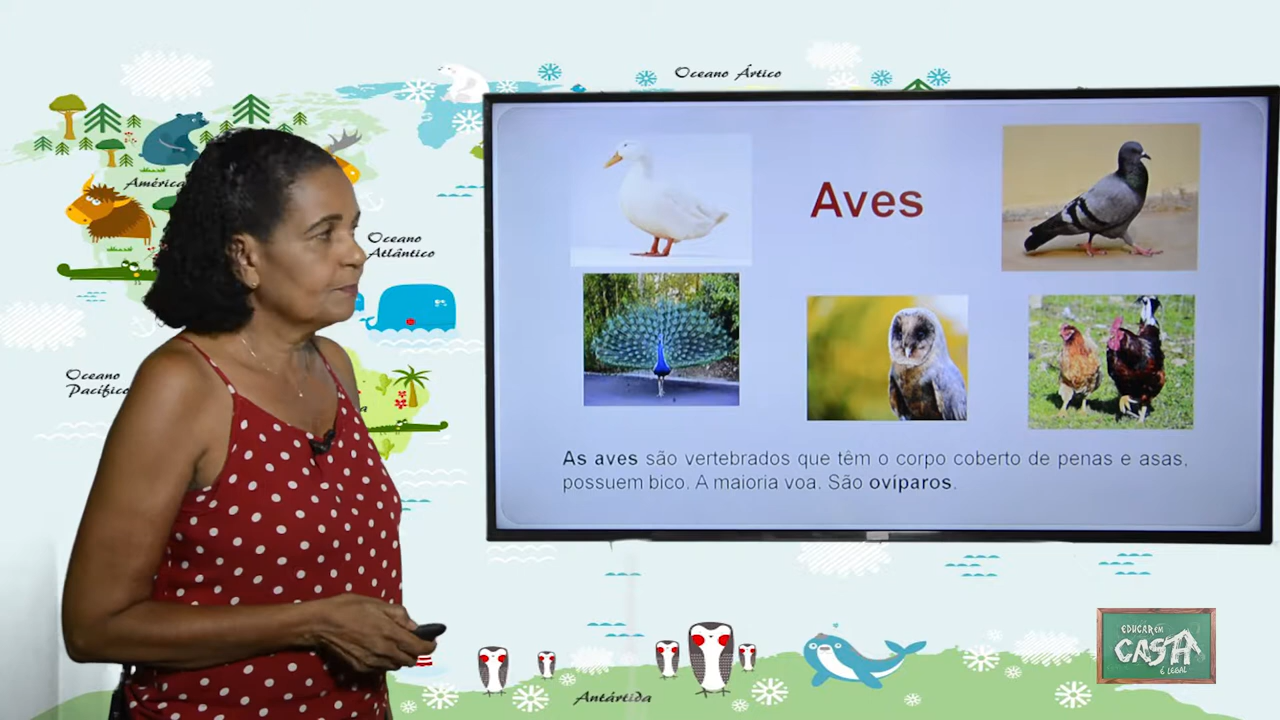 Oceano Ártico
América
Oceano
Atlântico
Oceano
Pacífico
Aves
As aves são vertebrados que têm o corpo coberto de penas e asas,
possuem bico. A maioria voa. São ovíparos.
Antártida
EDUCAR EM
CASA
É LEGAL